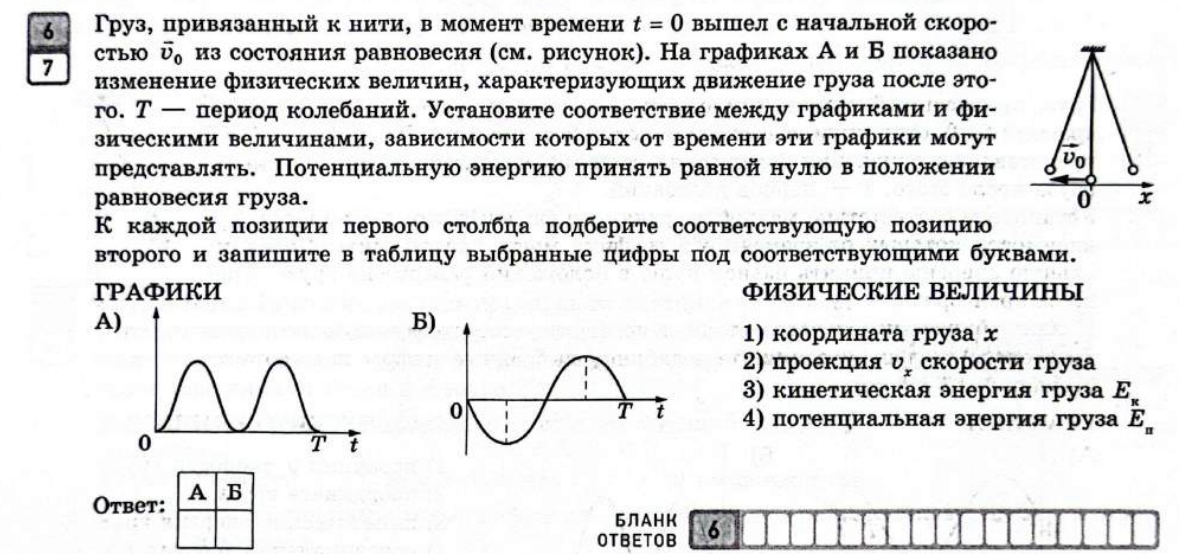 6
7
Груз, привязанный к нити, в момент времени t = 0 вышел с начальной скоро-
стью v⃗₀ из состояния равновесия (см. рисунок). На графиках А и Б показано
изменение физических величин, характеризующих движение груза после это-
го. T — период колебаний. Установите соответствие между графиками и фи-
зическими величинами, зависимости которых от времени эти графики могут
представлять. Потенциальную энергию принять равной нулю в положении
равновесия груза.
v⃗₀
0 x
К каждой позиции первого столбца подберите соответствующую позицию
второго и запишите в таблицу выбранные цифры под соответствующими буквами.
ГРАФИКИ
А)
0 T t
Б)
0 T t
ФИЗИЧЕСКИЕ ВЕЛИЧИНЫ
1) координата груза x
2) проекция vₓ скорости груза
3) кинетическая энергия груза Eк
4) потенциальная энергия груза Eп
Ответ:
А Б
БЛАНК
ОТВЕТОВ
6